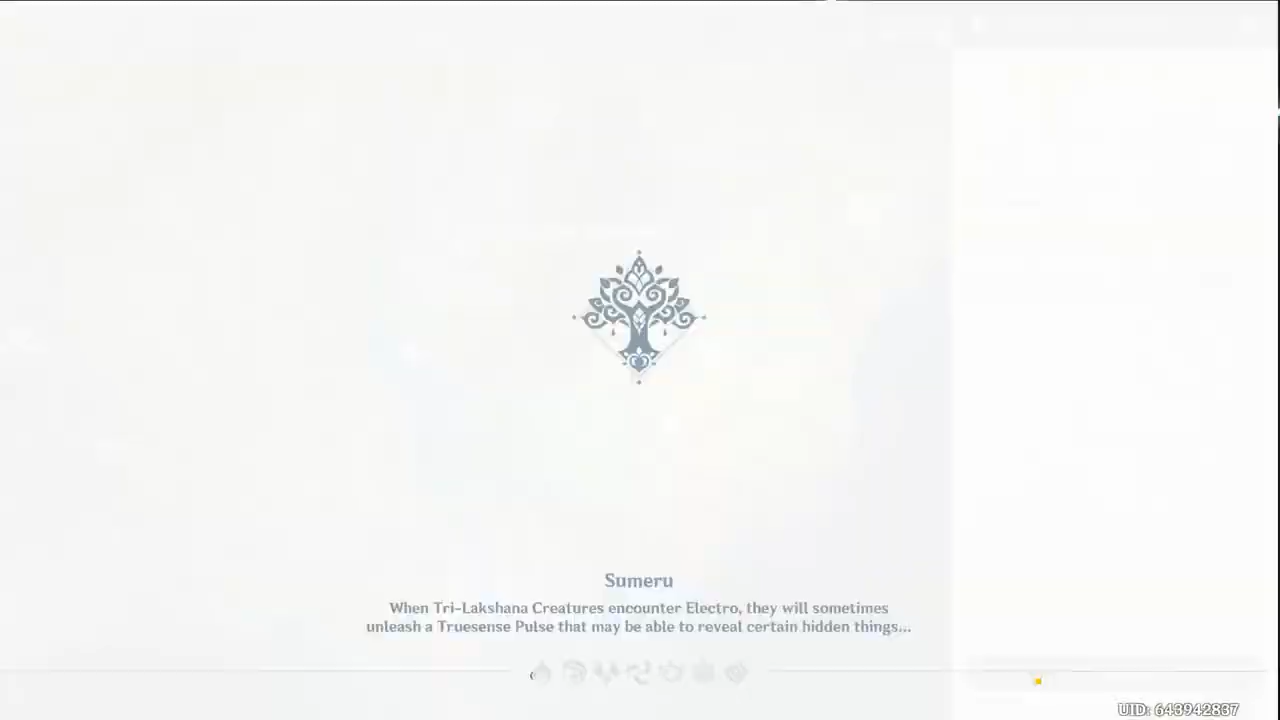 Sumeru
When Tri-Lakshana Creatures encounter Electro, they will sometimes
unleash a Truesense Pulse that may be able to reveal certain hidden things...
UID: 643942837